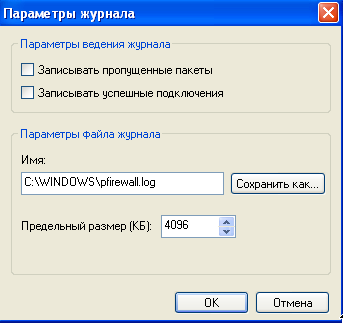 Параметры журнала
Параметры ведения журнала
Записывать пропущенные пакеты
Записывать успешные подключения
Параметры файла журнала
Имя:
C:\WINDOWS\pfirewall.log
Сохранить как...
Предельный размер (КБ):
4096
OK
Отмена